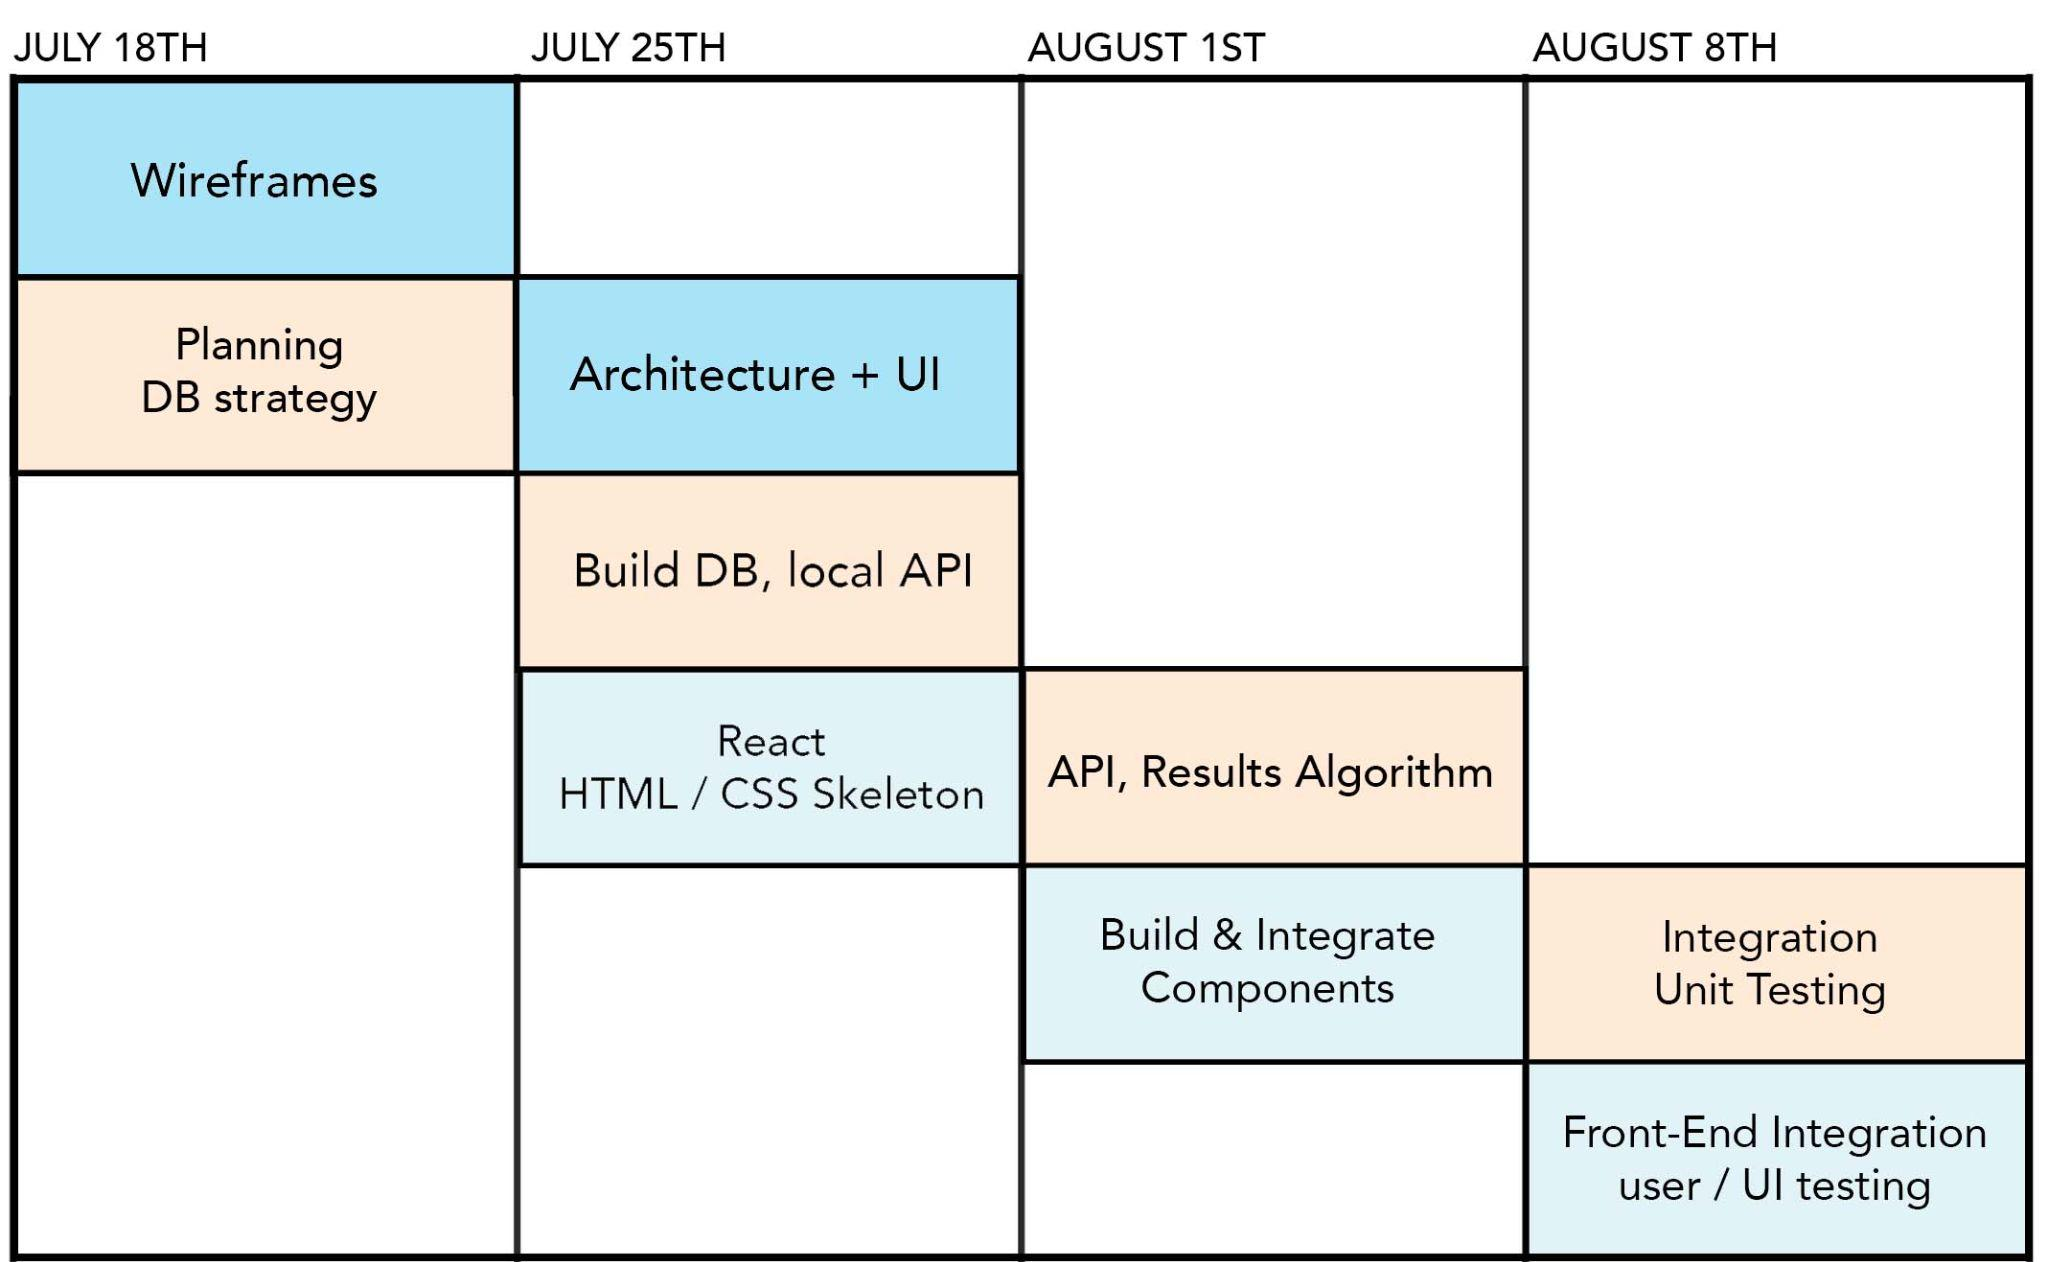 JULY 18TH
JULY 25TH
AUGUST 1ST
AUGUST 8TH
Wireframes
Planning
DB strategy
Architecture + UI
Build DB, local API
React
HTML / CSS Skeleton
API, Results Algorithm
Build & Integrate
Components
Integration
Unit Testing
Front-End Integration
user / UI testing